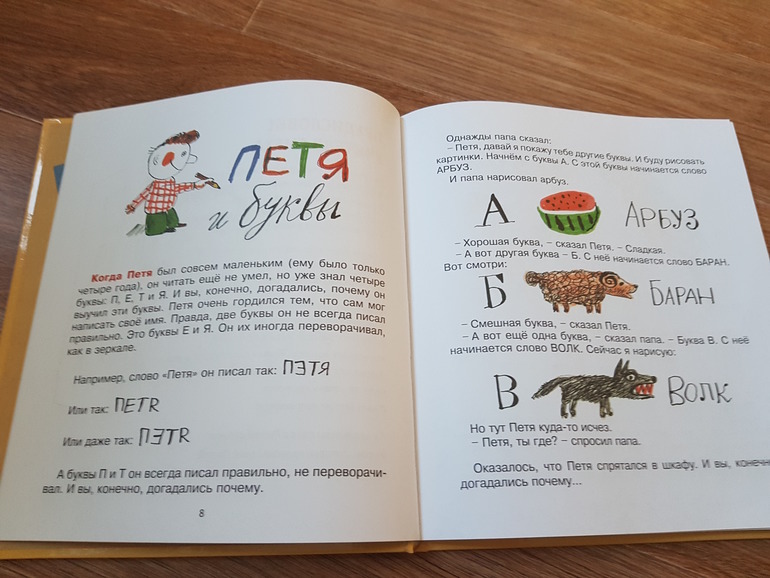 ПЕТЯ
и буквы
Когда Петя был совсем маленьким (ему было только
четыре года), он читать ещё не умел, но уже знал четыре
буквы: П, Е, Т и Я. И вы, конечно, догадались, почему он
выучил эти буквы. Петя очень гордился тем, что сам мог
написать своё имя. Правда, две буквы он не всегда писал
правильно. Это буквы Е и Я. Он их иногда переворачивал,
как в зеркале.
Например, слово «Петя» он писал так: ПЭТЯ
Или так: ПЕТR
Или даже так: ПЭТR
А буквы П и Т он всегда писал правильно, не переворачи-
вал. И вы, конечно, догадались почему.
8
Однажды папа сказал:
– Петя, давай я покажу тебе другие буквы. И буду рисовать
картинки. Начнём с буквы А. С этой буквы начинается слово
АРБУЗ.
И папа нарисовал арбуз.
А АРБУЗ
– Хорошая буква, – сказал Петя. – Сладкая.
– А вот другая буква – Б. С неё начинается слово БАРАН.
Вот смотри:
Б БАРАН
– Смешная буква, – сказал Петя.
– А вот ещё одна буква, – сказал папа. – Буква В. С неё
начинается слово ВОЛК. Сейчас я нарисую:
В ВОЛК
Но тут Петя куда-то исчез.
– Петя, ты где? – спросил папа.
Оказалось, что Петя спрятался в шкафу. И вы, конечн
догадались почему...